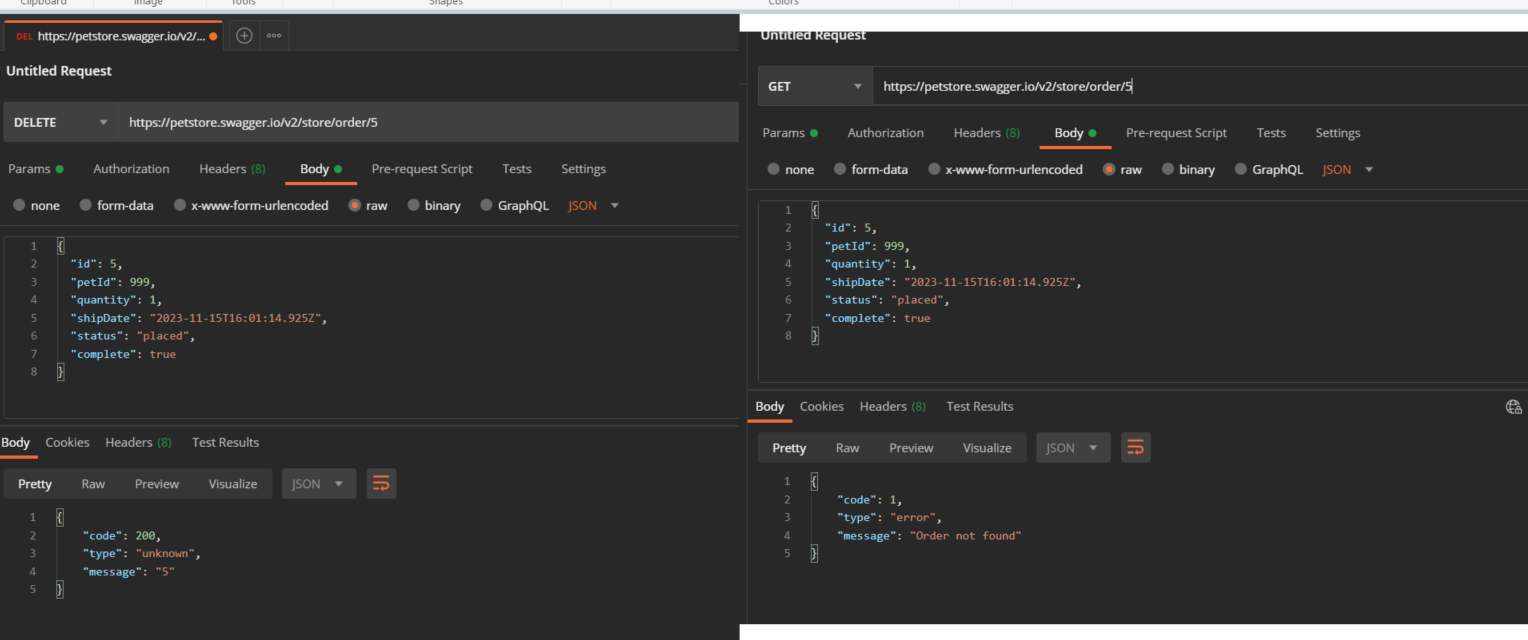 Clipboard Image Tools Shapes Colors
DEL https://petstore.swagger.io/v2/...
Untitled Request
DELETE https://petstore.swagger.io/v2/store/order/5
Params Authorization Headers (8) Body Pre-request Script Tests Settings
none form-data x-www-form-urlencoded raw binary GraphQL JSON
1 {
2 "id": 5,
3 "petId": 999,
4 "quantity": 1,
5 "shipDate": "2023-11-15T16:01:14.925Z",
6 "status": "placed",
7 "complete": true
8 }
Body Cookies Headers (8) Test Results
Pretty Raw Preview Visualize JSON
1 {
2 "code": 200,
3 "type": "unknown",
4 "message": "5"
5 }
Untitled Request
GET https://petstore.swagger.io/v2/store/order/5
Params Authorization Headers (8) Body Pre-request Script Tests Settings
none form-data x-www-form-urlencoded raw binary GraphQL JSON
1 {
2 "id": 5,
3 "petId": 999,
4 "quantity": 1,
5 "shipDate": "2023-11-15T16:01:14.925Z",
6 "status": "placed",
7 "complete": true
8 }
Body Cookies Headers (8) Test Results
Pretty Raw Preview Visualize JSON
1 {
2 "code": 1,
3 "type": "error",
4 "message": "Order not found"
5 }